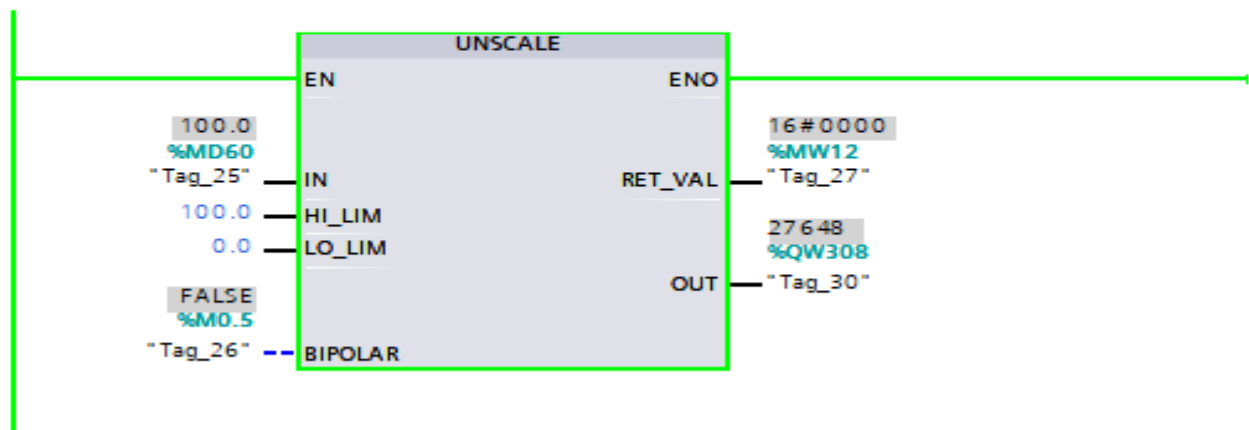 UNSCALE
EN
ENO
100.0
%MD60
"Tag_25"
IN
100.0
HI_LIM
0.0
LO_LIM
FALSE
%M0.5
"Tag_26"
BIPOLAR
16#0000
%MW12
RET_VAL
"Tag_27"
27648
%QW308
OUT
"Tag_30"